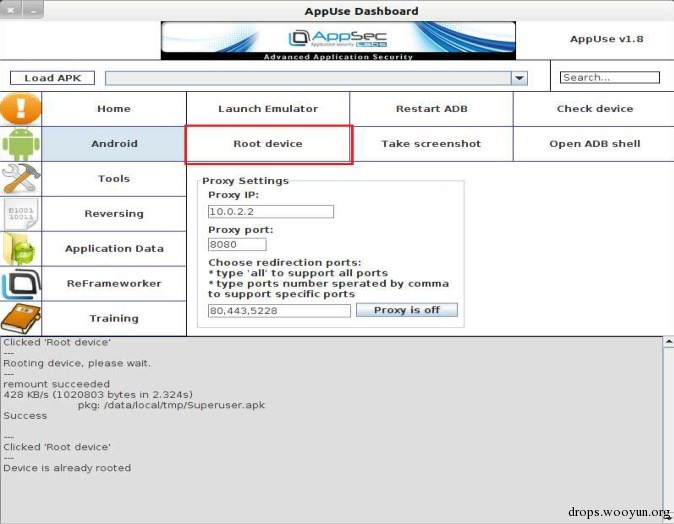 AppUse Dashboard
AppSec
Application security LABS
Advanced Application Security
AppUse v1.8
Load APK
Search...
Home
Launch Emulator
Restart ADB
Check device
Android
Root device
Take screenshot
Open ADB shell
Tools
Reversing
Application Data
ReFrameworker
Training
Proxy Settings
Proxy IP:
10.0.2.2
Proxy port:
8080
Choose redirection ports:
* type 'all' to support all ports
* type ports number sperated by comma
to support specific ports
80,443,5228
Proxy is off
Clicked 'Root device'
---
Rooting device, please wait.
---
remount succeeded
428 KB/s (1020803 bytes in 2.324s)
pkg: /data/local/tmp/Superuser.apk
Success
---
Clicked 'Root device'
---
Device is already rooted
drops.wooyun.org